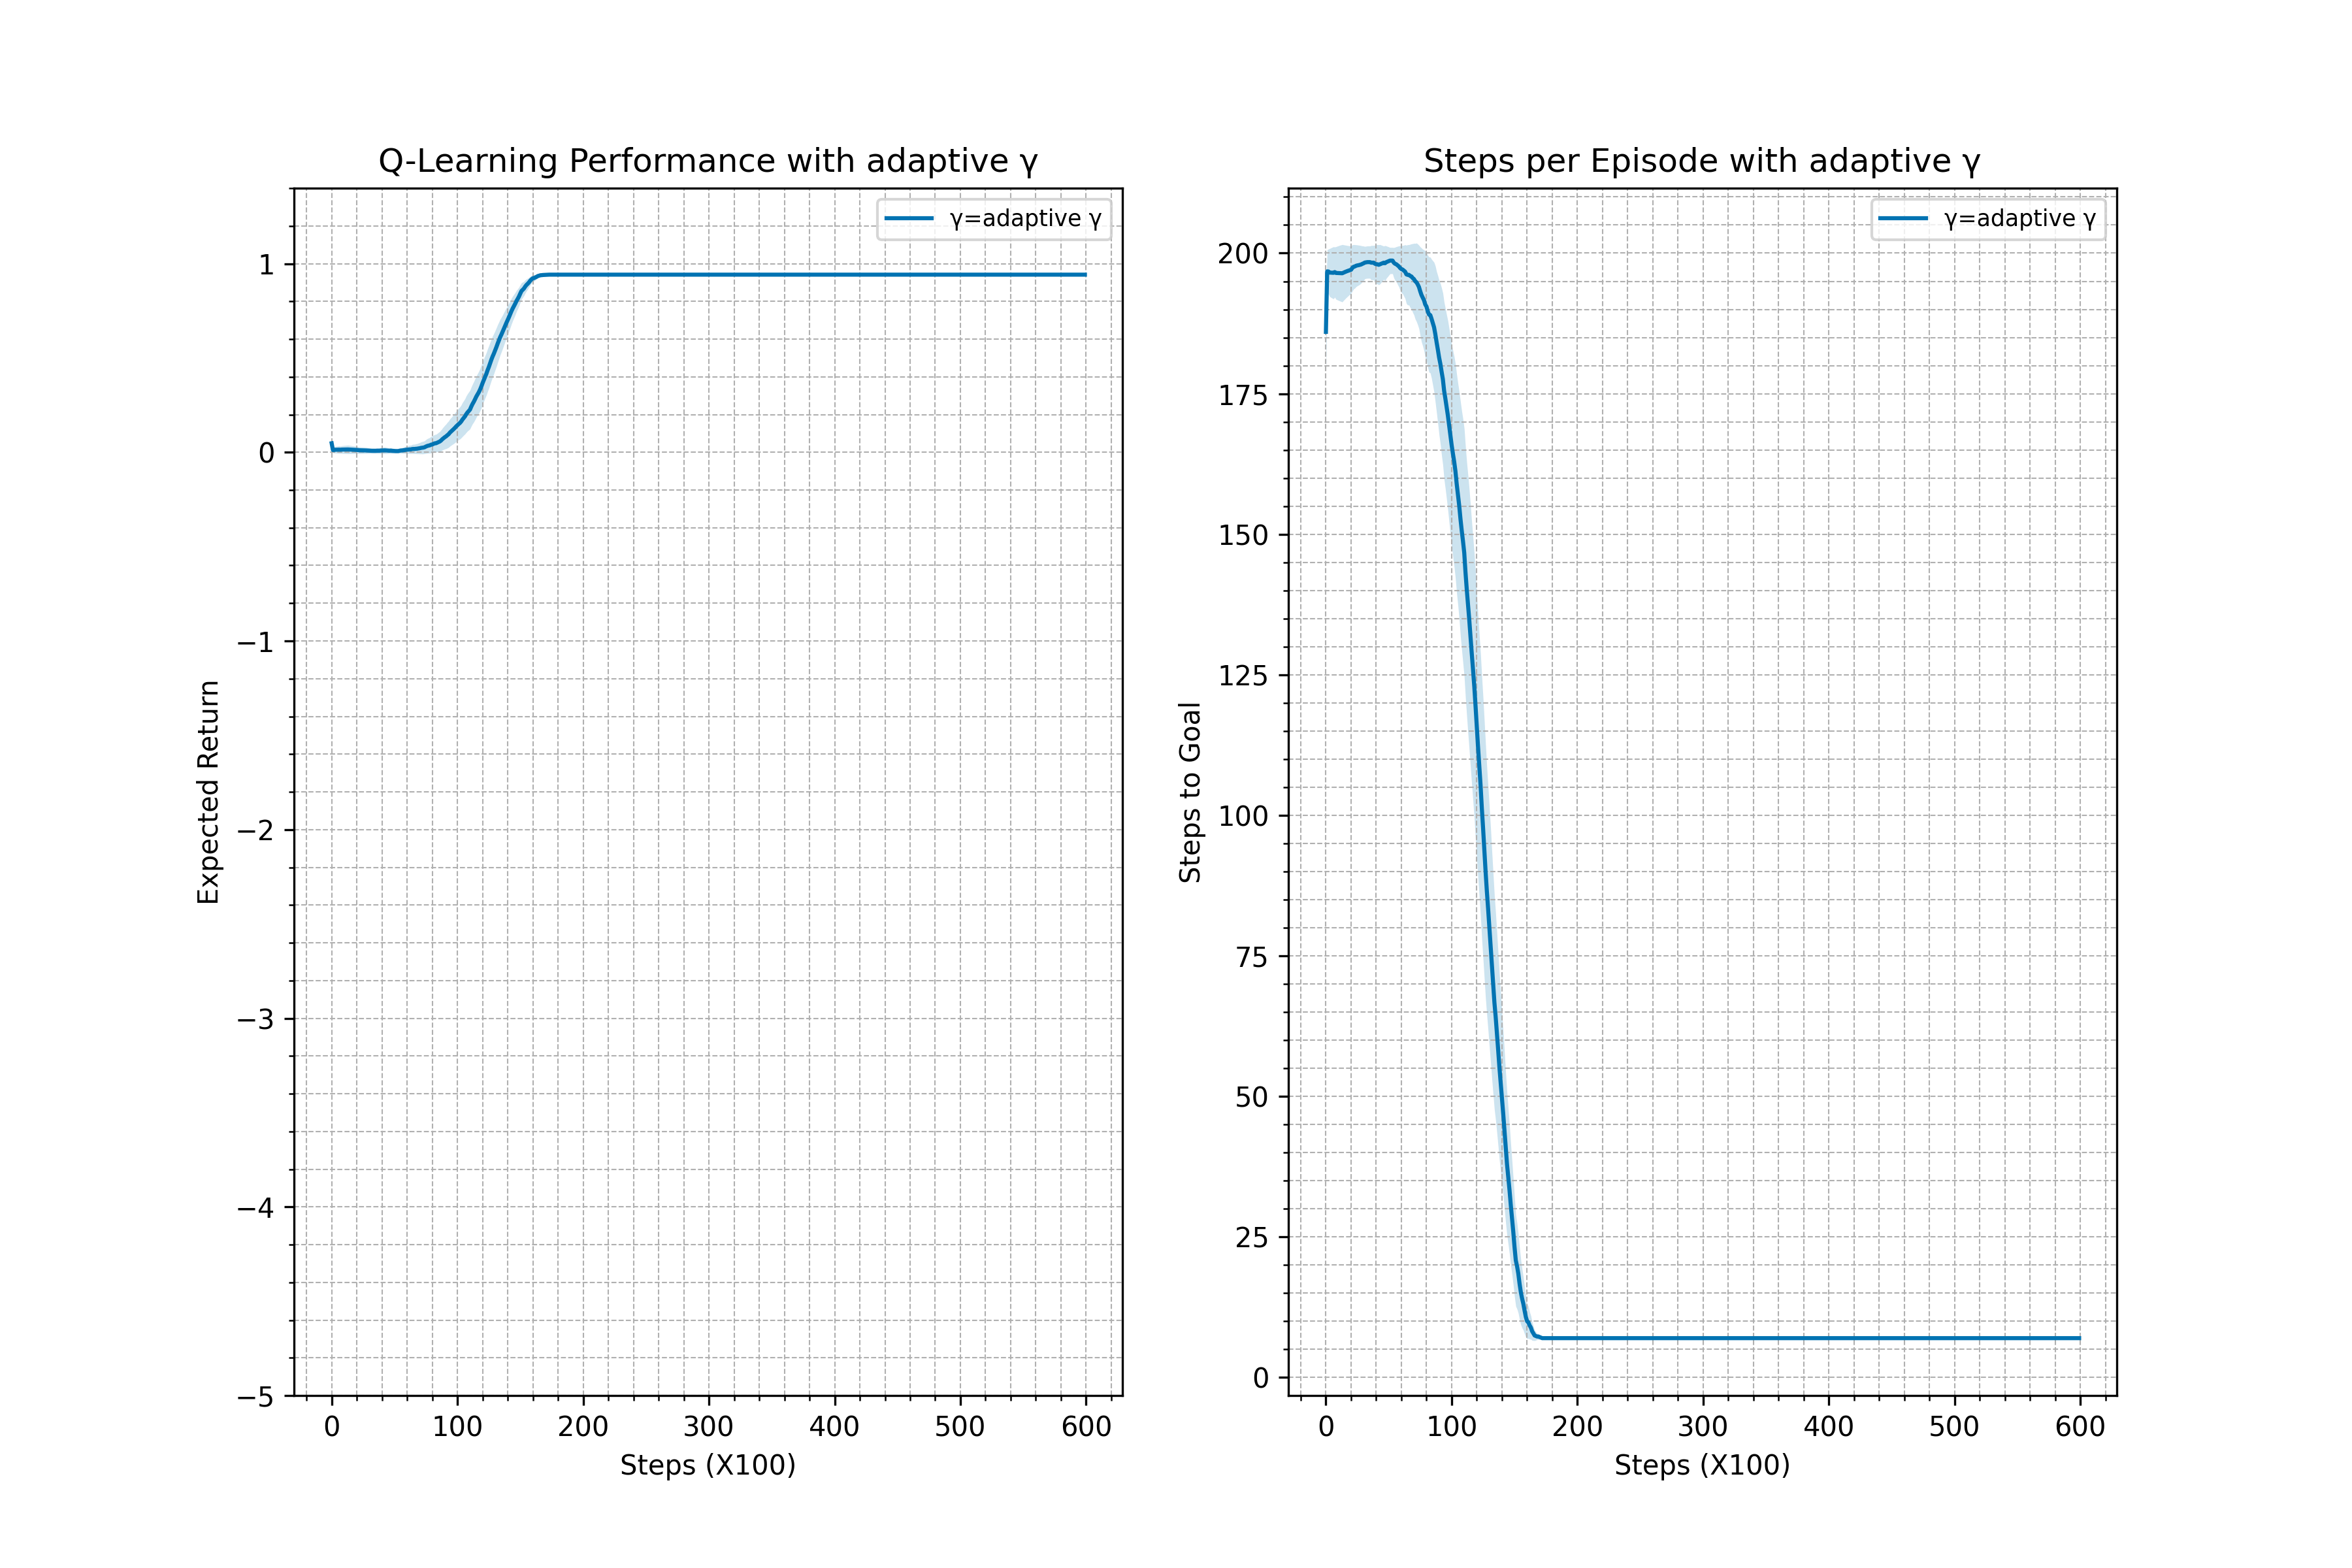 Q-Learning Performance with adaptive γ
γ=adaptive γ
1
0
−1
−2
−3
−4
−5
Expected Return
0 100 200 300 400 500 600
Steps (X100)
Steps per Episode with adaptive γ
γ=adaptive γ
200
175
150
125
100
75
50
25
0
Steps to Goal
0 100 200 300 400 500 600
Steps (X100)